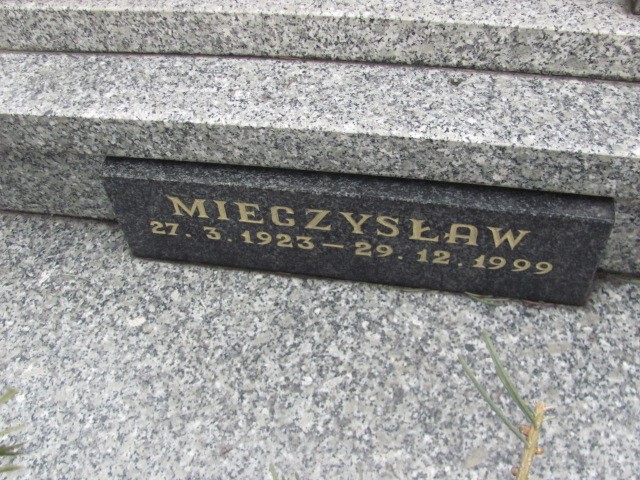 MIECZYSŁAW
27. 3. 1923 – 29. 12. 1999